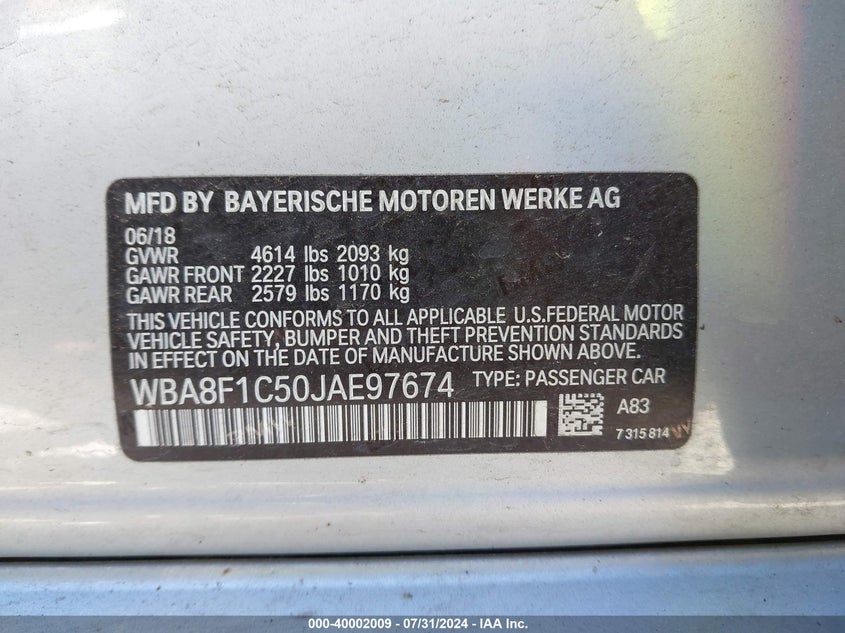 MFD BY BAYERISCHE MOTOREN WERKE AG
06/18
GVWR 4614 lbs 2093 kg
GAWR FRONT 2227 lbs 1010 kg
GAWR REAR 2579 lbs 1170 kg
THIS VEHICLE CONFORMS TO ALL APPLICABLE U.S.FEDERAL MOTOR
VEHICLE SAFETY, BUMPER AND THEFT PREVENTION STANDARDS
IN EFFECT ON THE DATE OF MANUFACTURE SHOWN ABOVE.
WBA8F1C50JAE97674 TYPE: PASSENGER CAR
A83
7 315 814
000-40002009 - 07/31/2024 - IAA Inc.